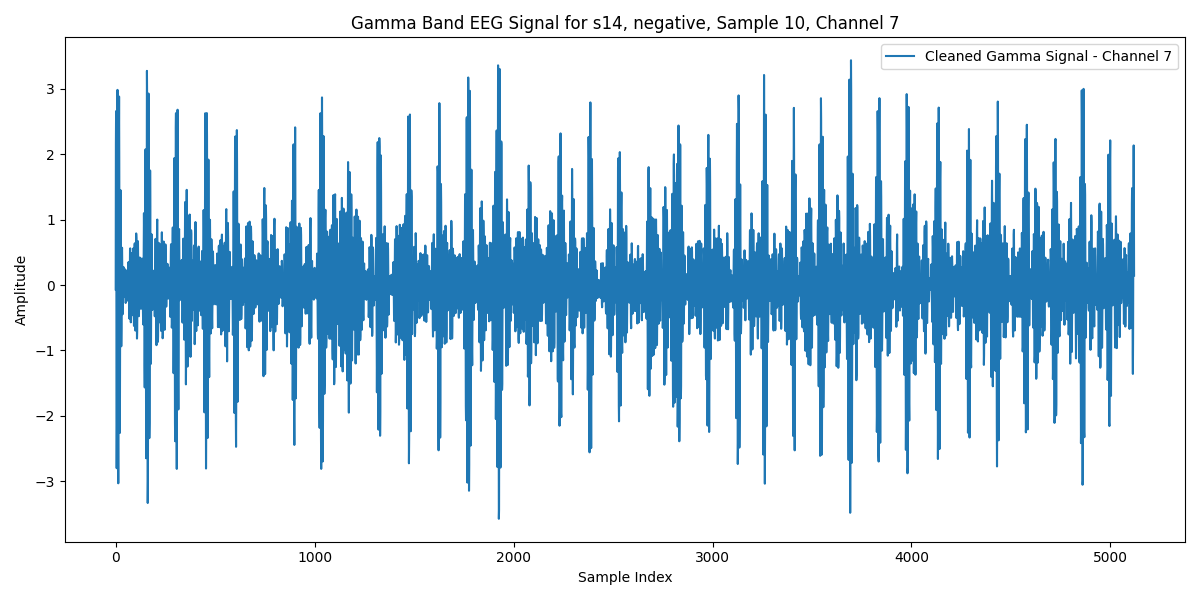 Gamma Band EEG Signal for s14, negative, Sample 10, Channel 7
Cleaned Gamma Signal - Channel 7
Amplitude
3
2
1
0
−1
−2
−3
0 1000 2000 3000 4000 5000
Sample Index